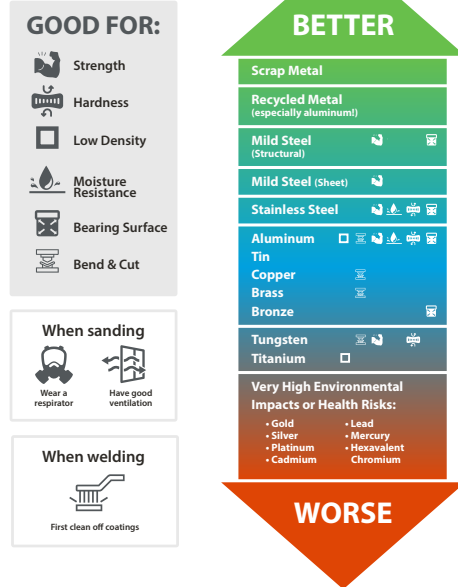 GOOD FOR:
Strength
Hardness
Low Density
Moisture
Resistance
Bearing Surface
Bend & Cut
When sanding
Wear a
respirator
Have good
ventilation
When welding
First clean off coatings
BETTER
Scrap Metal
Recycled Metal
(especially aluminum!)
Mild Steel
(Structural)
Mild Steel (Sheet)
Stainless Steel
Aluminum
Tin
Copper
Brass
Bronze
Tungsten
Titanium
Very High Environmental
Impacts or Health Risks:
• Gold
• Silver
• Platinum
• Cadmium
• Lead
• Mercury
• Hexavalent
Chromium
WORSE